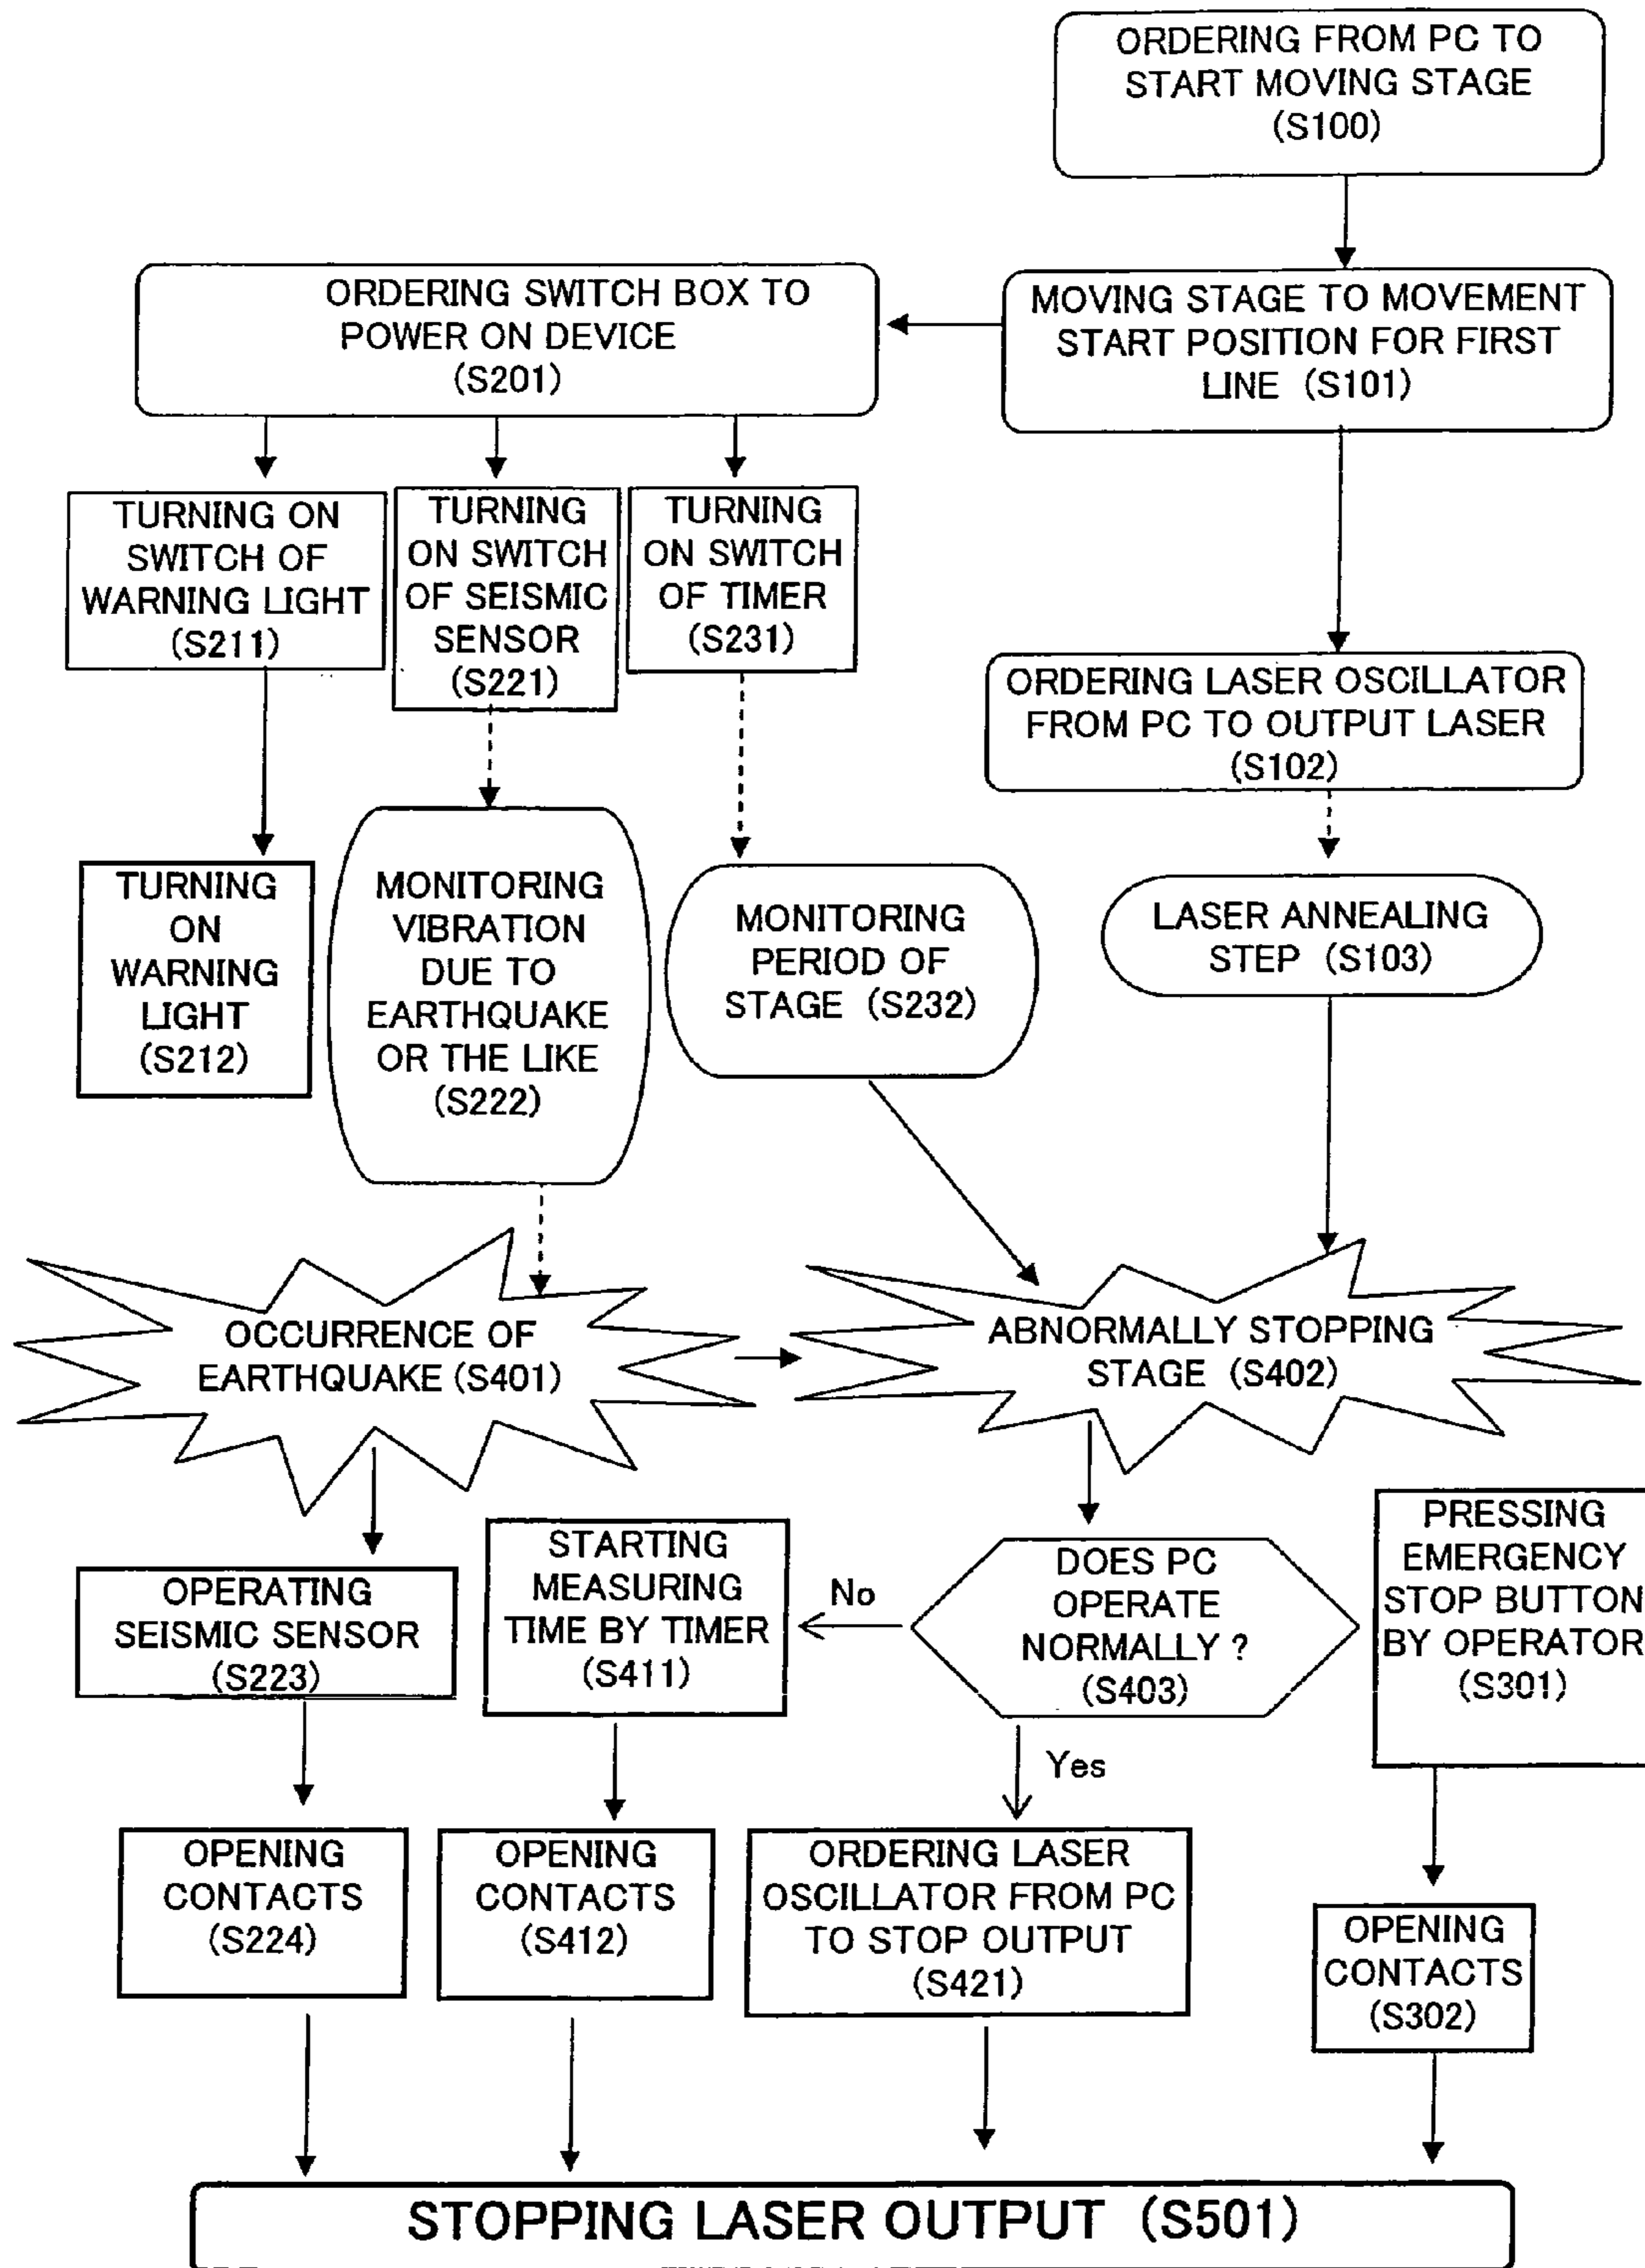 ORDERING FROM PC TO
START MOVING STAGE
(S100)
ORDERING SWITCH BOX TO
POWER ON DEVICE
(S201)
MOVING STAGE TO MOVEMENT
START POSITION FOR FIRST
LINE (S101)
TURNING ON
SWITCH OF
WARNING LIGHT
(S211)
TURNING
ON SWITCH
OF SEISMIC
SENSOR
(S221)
TURNING
ON SWITCH
OF TIMER
(S231)
ORDERING LASER OSCILLATOR
FROM PC TO OUTPUT LASER
(S102)
TURNING
ON
WARNING
LIGHT
(S212)
MONITORING
VIBRATION
DUE TO
EARTHQUAKE
OR THE LIKE
(S222)
MONITORING
PERIOD OF
STAGE (S232)
LASER ANNEALING
STEP (S103)
OCCURRENCE OF
EARTHQUAKE (S401)
ABNORMALLY STOPPING
STAGE (S402)
OPERATING
SEISMIC SENSOR
(S223)
STARTING
MEASURING
TIME BY TIMER
(S411)
No
DOES PC
OPERATE
NORMALLY ?
(S403)
Yes
PRESSING
EMERGENCY
STOP BUTTON
BY OPERATOR
(S301)
OPENING
CONTACTS
(S224)
OPENING
CONTACTS
(S412)
ORDERING LASER
OSCILLATOR FROM PC
TO STOP OUTPUT
(S421)
OPENING
CONTACTS
(S302)
STOPPING LASER OUTPUT (S501)